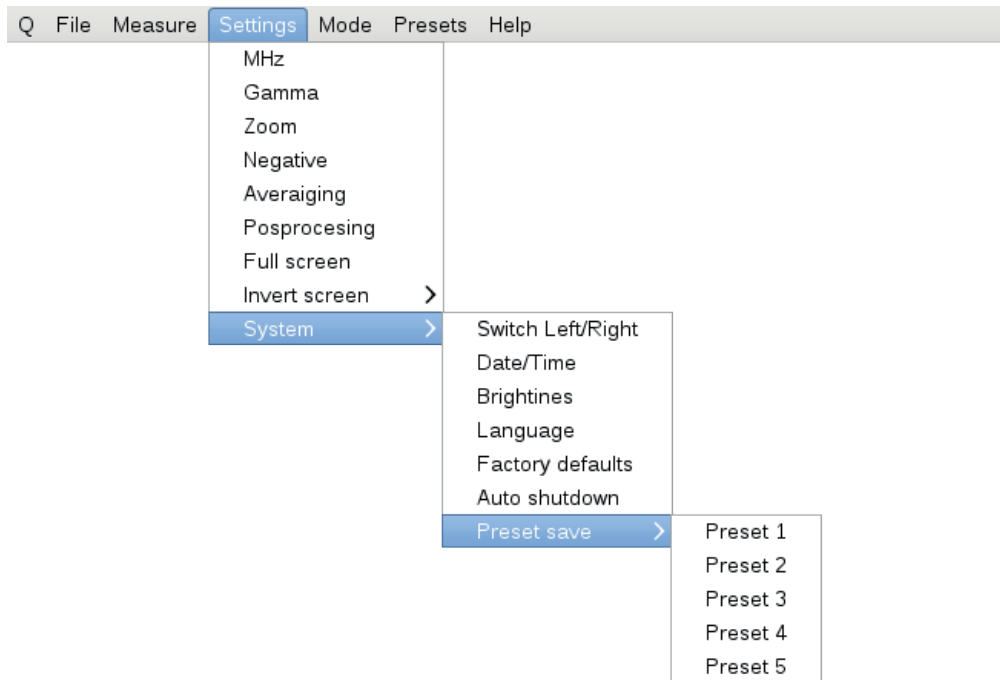 Q File Measure Settings Mode Presets Help
MHz
Gamma
Zoom
Negative
Averaiging
Posprocesing
Full screen
Invert screen
System
Switch Left/Right
Date/Time
Brightines
Language
Factory defaults
Auto shutdown
Preset save
Preset 1
Preset 2
Preset 3
Preset 4
Preset 5